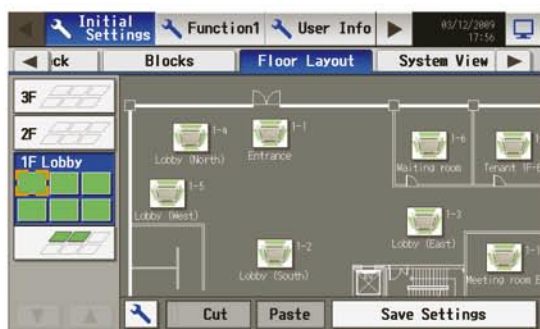 Initial
Settings
Function1
User Info
03/12/2009
17:56
ck
Blocks
Floor Layout
System View
3F
2F
1F Lobby
1-4
Lobby (North)
1-1
Entrance
1-6
Waiting room
Tenant 1F-
1-5
Lobby (West)
1-3
Lobby (East)
1-2
Lobby (South)
1-1
Meeting room
Cut
Paste
Save Settings